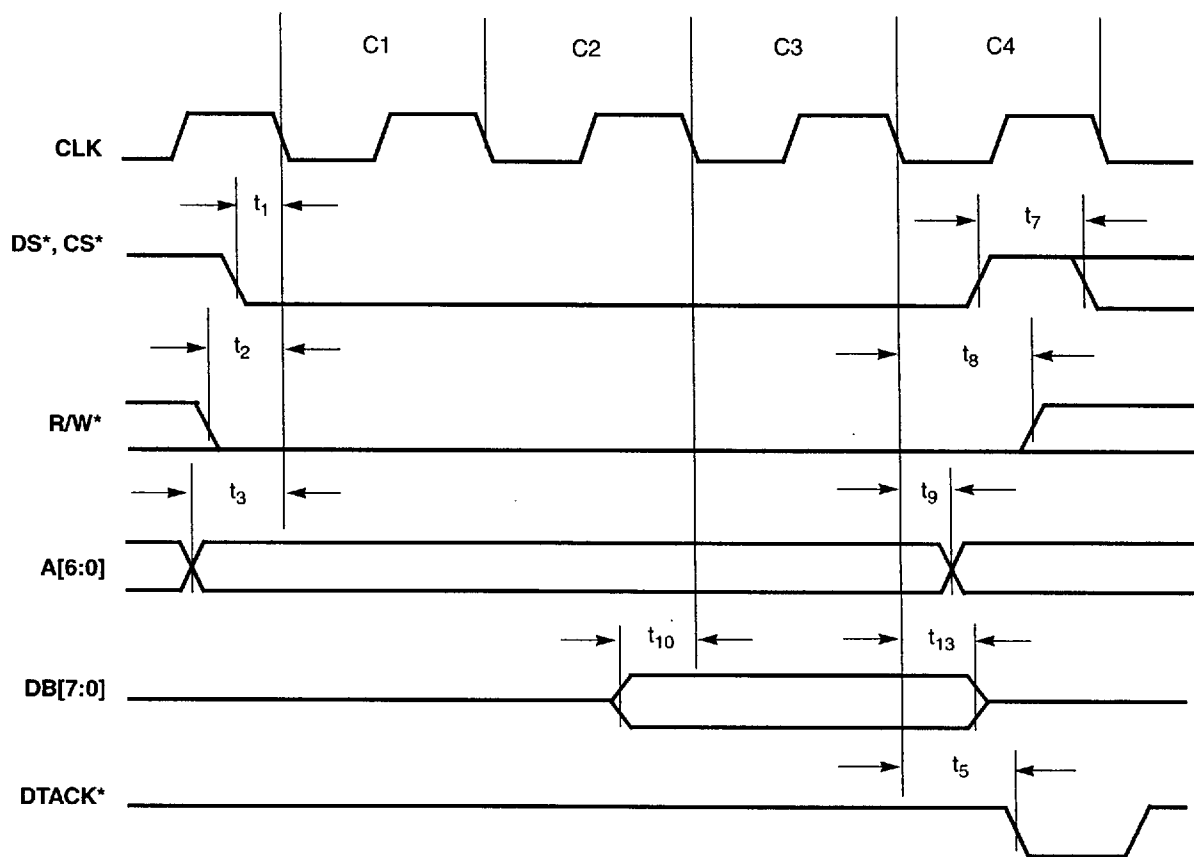 C1 C2 C3 C4
CLK
t1
t7
DS*, CS*
t2
t8
R/W*
t3
t9
A[6:0]
t10
t13
DB[7:0]
t5
DTACK*